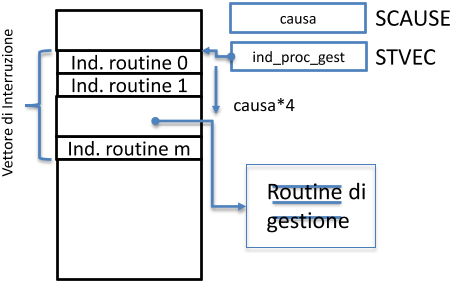 causa
SCAUSE
Ind. routine 0
ind_proc_gest
STVEC
Ind. routine 1
causa*4
Ind. routine m
Vettore di Interruzione
Routine di
gestione